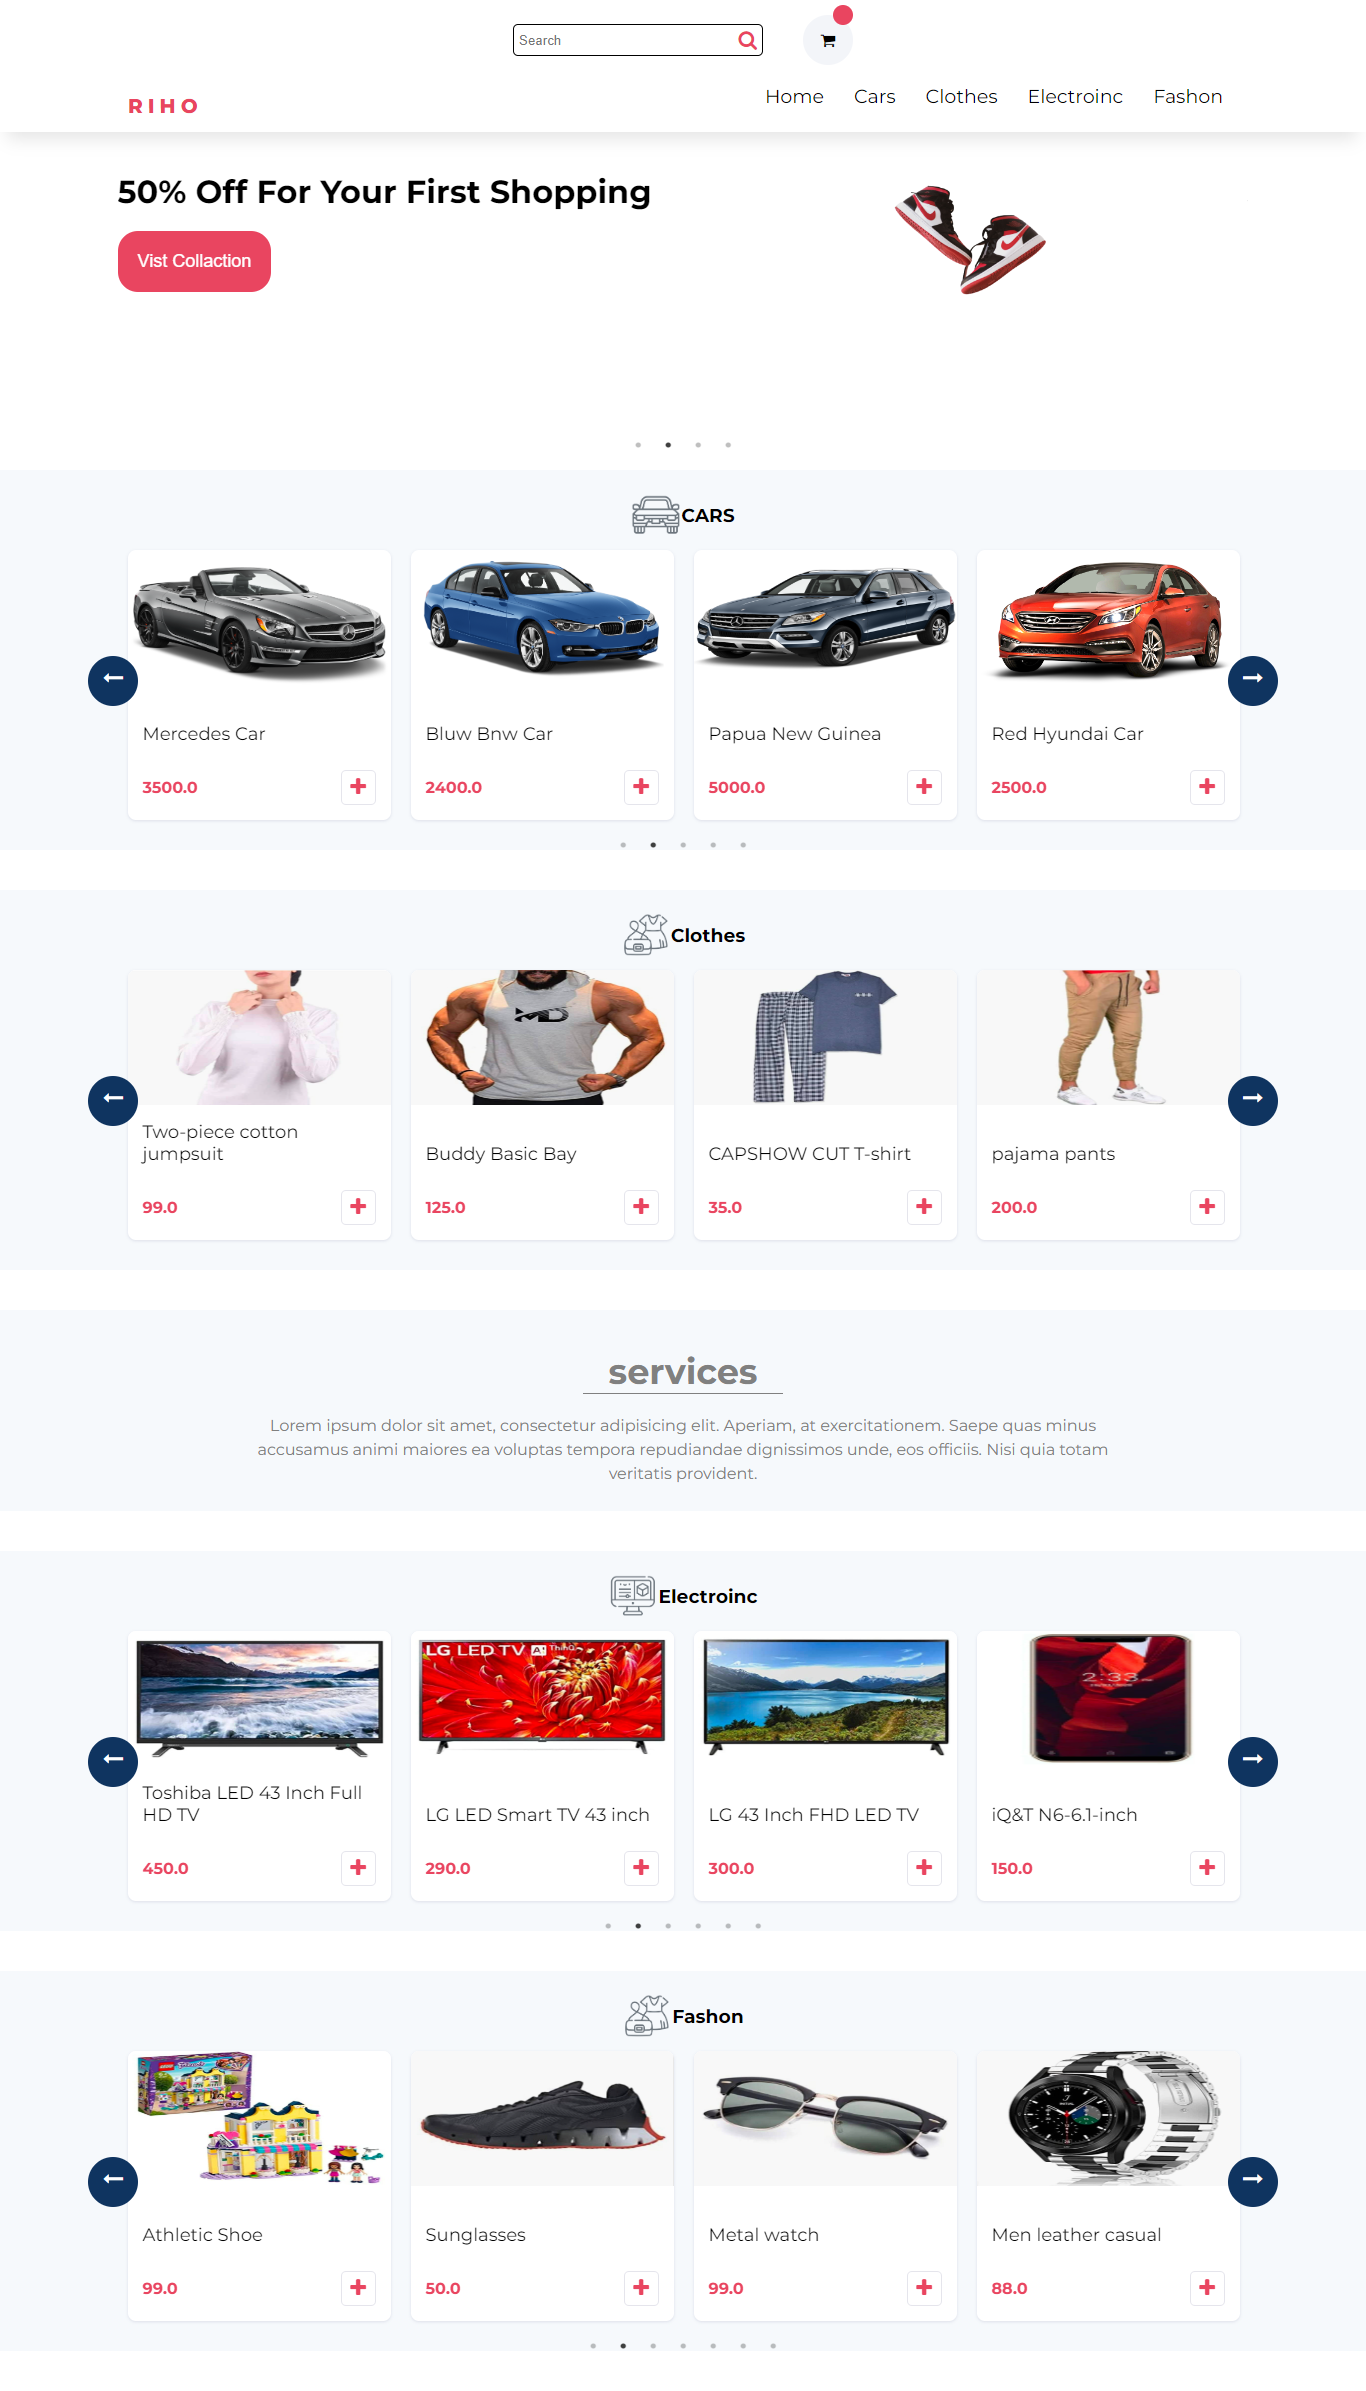 Search
RIHO
Home Cars Clothes Electroinc Fashon
50% Off For Your First Shopping
Vist Collaction
CARS
Mercedes Car
3500.0
Bluw Bnw Car
2400.0
Papua New Guinea
5000.0
Red Hyundai Car
2500.0
Clothes
MD
Two-piece cotton
jumpsuit
99.0
Buddy Basic Bay
125.0
CAPSHOW CUT T-shirt
35.0
pajama pants
200.0
services
Lorem ipsum dolor sit amet, consectetur adipisicing elit. Aperiam, at exercitationem. Saepe quas minus
accusamus animi maiores ea voluptas tempora repudiandae dignissimos unde, eos officiis. Nisi quia totam
veritatis provident.
Electroinc
LG LED TV AI ThinQ
2:33
Toshiba LED 43 Inch Full
HD TV
450.0
LG LED Smart TV 43 inch
290.0
LG 43 Inch FHD LED TV
300.0
iQ&T N6-6.1-inch
150.0
Fashon
Athletic Shoe
99.0
Sunglasses
50.0
Metal watch
99.0
Men leather casual
88.0